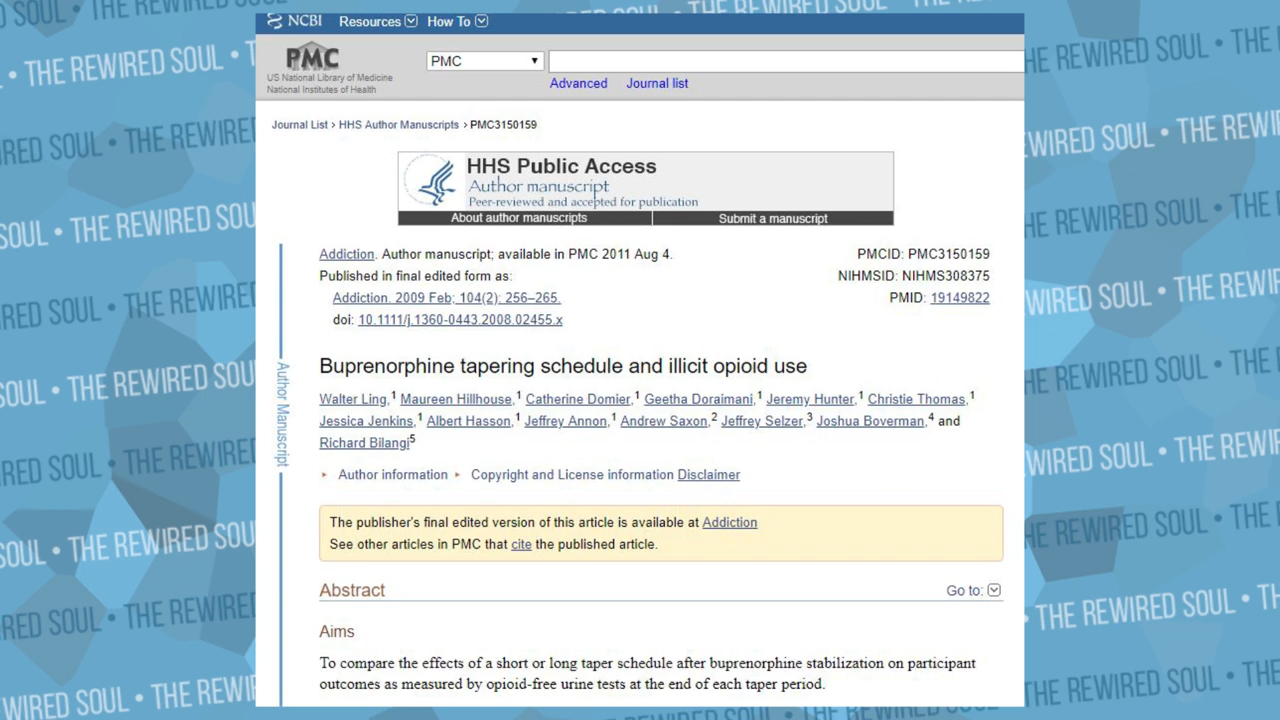 NCBI Resources How To
PMC
US National Library of Medicine
National Institutes of Health
PMC
Advanced Journal list
Journal List › HHS Author Manuscripts › PMC3150159
HHS Public Access
Author manuscript
Peer-reviewed and accepted for publication
About author manuscripts Submit a manuscript
Addiction. Author manuscript; available in PMC 2011 Aug 4.
Published in final edited form as:
Addiction. 2009 Feb; 104(2): 256–265.
doi: 10.1111/j.1360-0443.2008.02455.x
PMCID: PMC3150159
NIHMSID: NIHMS308375
PMID: 19149822
Author Manuscript
Buprenorphine tapering schedule and illicit opioid use
Walter Ling,1 Maureen Hillhouse,1 Catherine Domier,1 Geetha Doraimani,1 Jeremy Hunter,1 Christie Thomas,1
Jessica Jenkins,1 Albert Hasson,1 Jeffrey Annon,1 Andrew Saxon,2 Jeffrey Selzer,3 Joshua Boverman,4 and
Richard Bilangi5
Author information Copyright and License information Disclaimer
The publisher's final edited version of this article is available at Addiction
See other articles in PMC that cite the published article.
Abstract Go to:
Aims
To compare the effects of a short or long taper schedule after buprenorphine stabilization on participant
outcomes as measured by opioid-free urine tests at the end of each taper period.
THE REWIRED SOUL • THE REWIRED SOUL